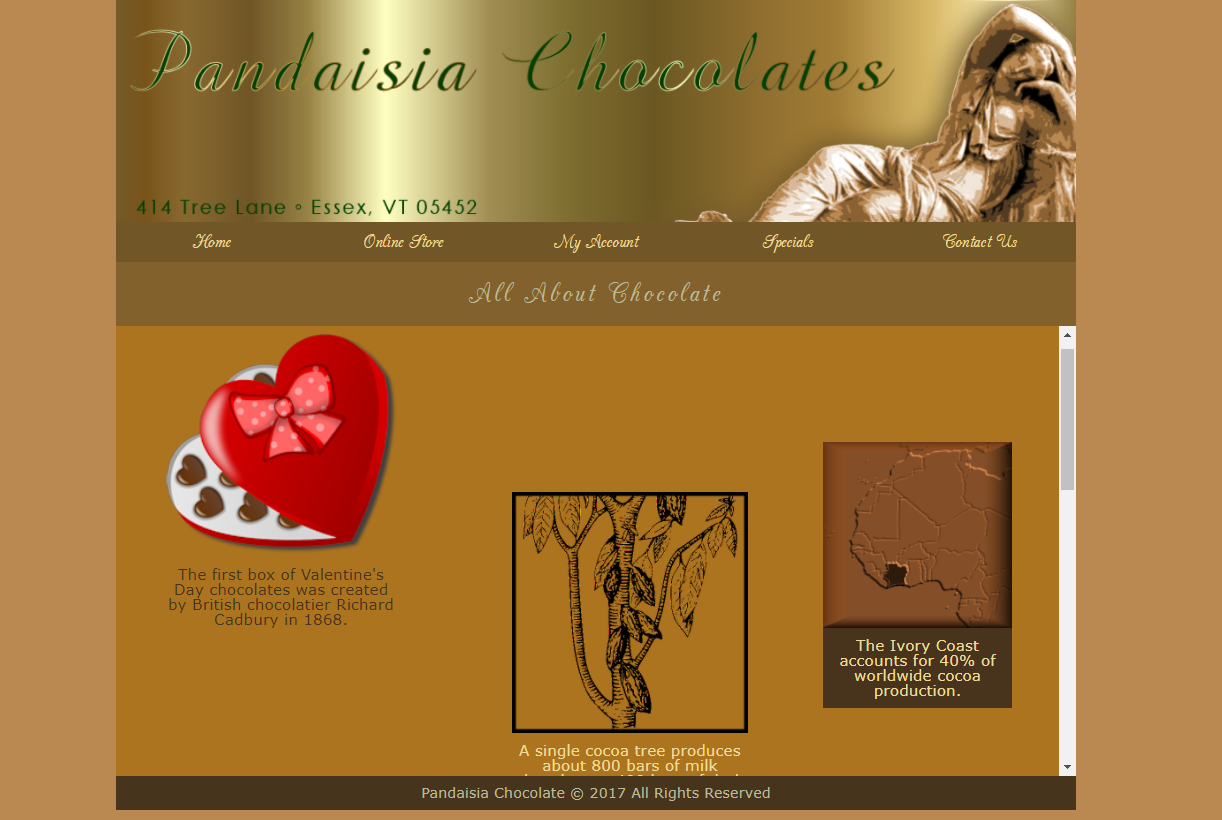 Pandaisia Chocolates
414 Tree Lane ◦ Essex, VT 05452
Home Online Store My Account Specials Contact Us
All About Chocolate
The first box of Valentine's
Day chocolates was created
by British chocolatier Richard
Cadbury in 1868.
A single cocoa tree produces
about 800 bars of milk
The Ivory Coast
accounts for 40% of
worldwide cocoa
production.
Pandaisia Chocolate © 2017 All Rights Reserved